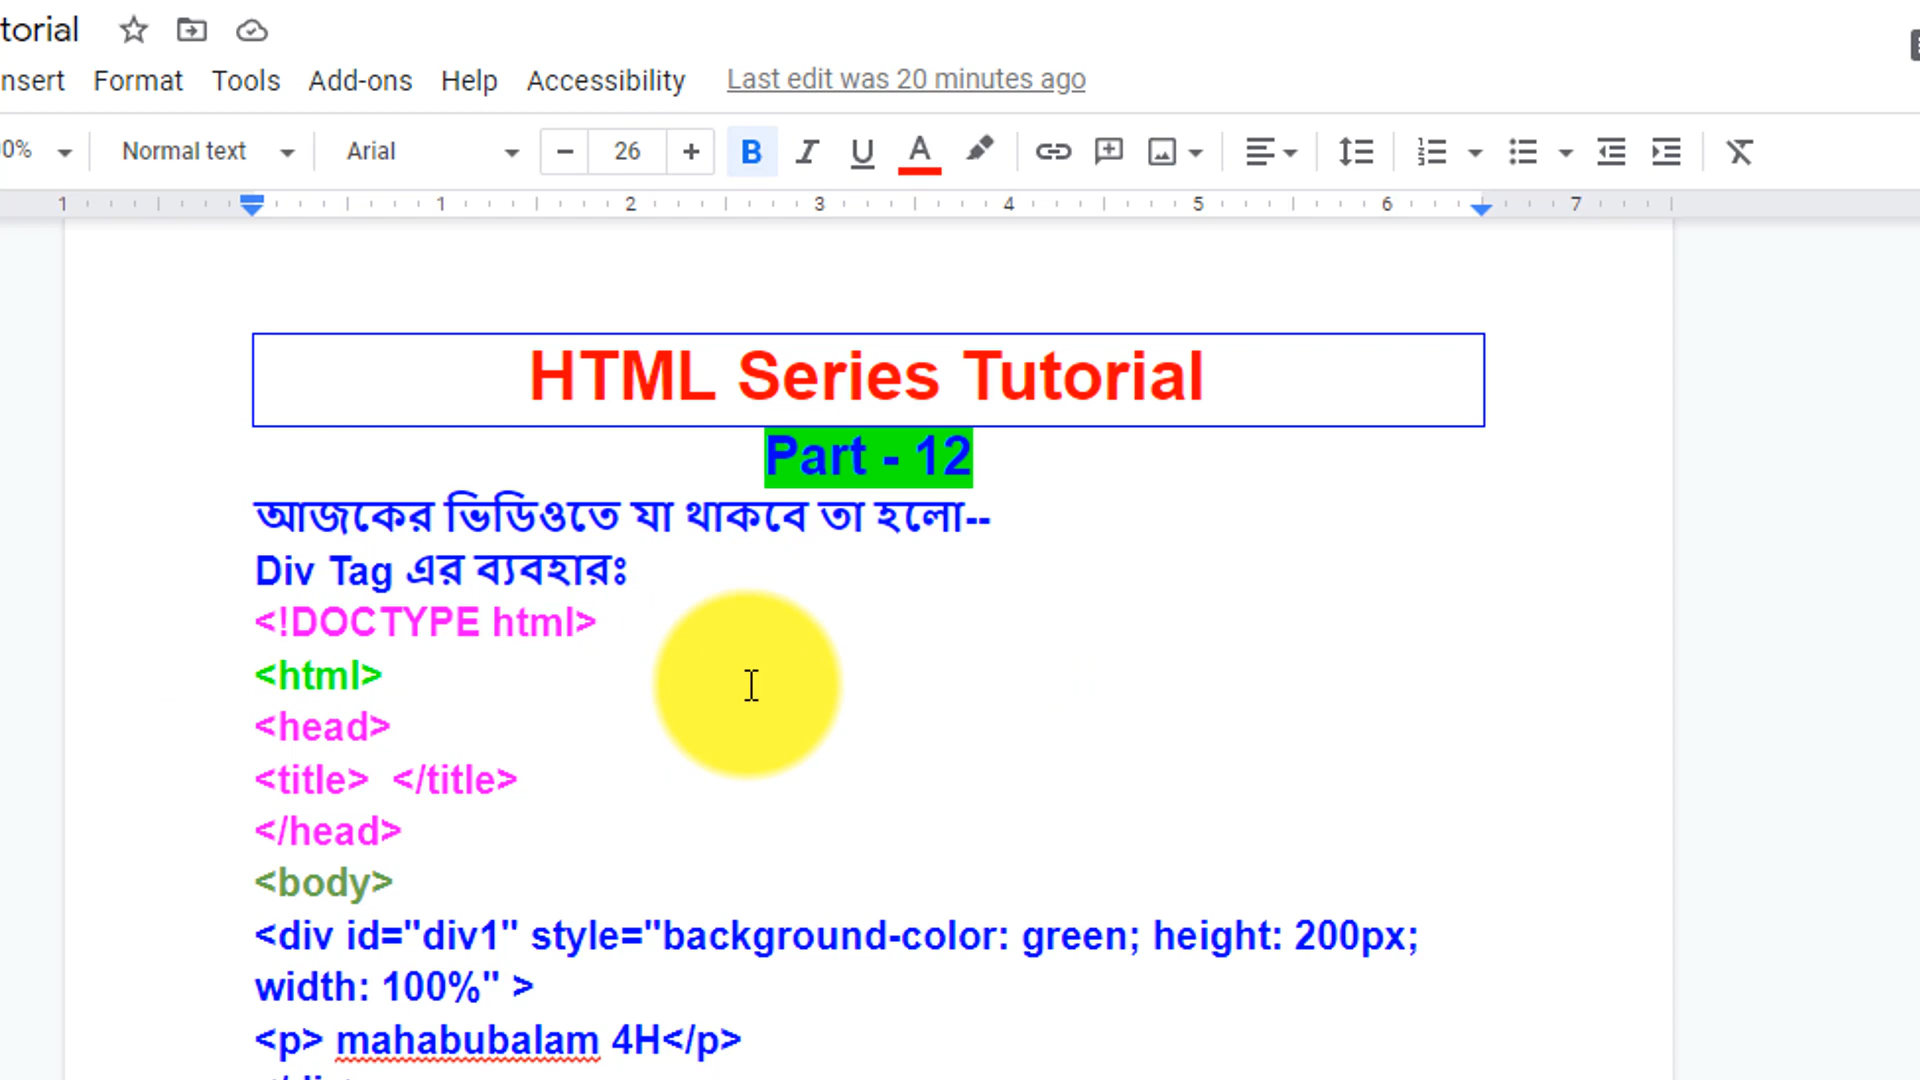 torial
nsert Format Tools Add-ons Help Accessibility Last edit was 20 minutes ago
0% Normal text Arial 26 B I U A
1 1 2 3 4 5 6 7
HTML Series Tutorial
Part - 12
আজকের ভিডিওতে যা থাকবে তা হলো--
Div Tag এর ব্যবহারঃ
<!DOCTYPE html>
<html>
<head>
<title>  </title>
</head>
<body>
<div id="div1" style="background-color: green; height: 200px;
width: 100%" >
<p> mahabubalam 4H</p>